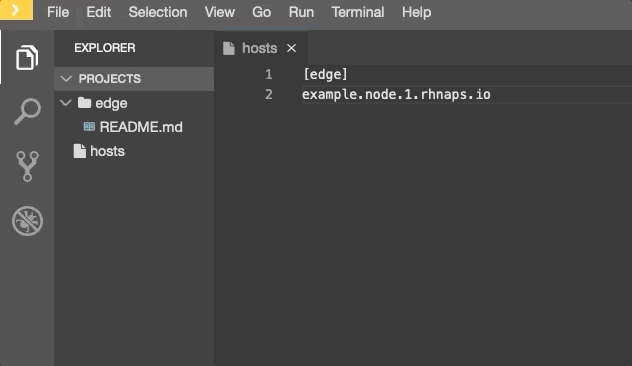 File Edit Selection View Go Run Terminal Help
EXPLORER
PROJECTS
edge
README.md
hosts
hosts
1 [edge]
2 example.node.1.rhnaps.io